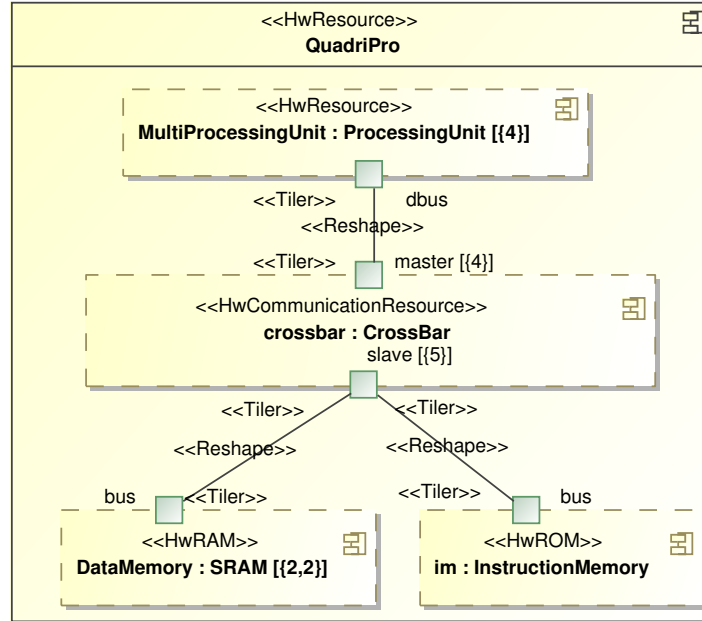 <<HwResource>>
QuadriPro
<<HwResource>>
MultiProcessingUnit : ProcessingUnit [{4}]
<<Tiler>> dbus
<<Reshape>>
<<Tiler>> master [{4}]
<<HwCommunicationResource>>
crossbar : CrossBar
slave [{5}]
<<Tiler>> <<Tiler>>
<<Reshape>> <<Reshape>>
bus <<Tiler>> <<Tiler>> bus
<<HwRAM>>
DataMemory : SRAM [{2,2}]
<<HwROM>>
im : InstructionMemory